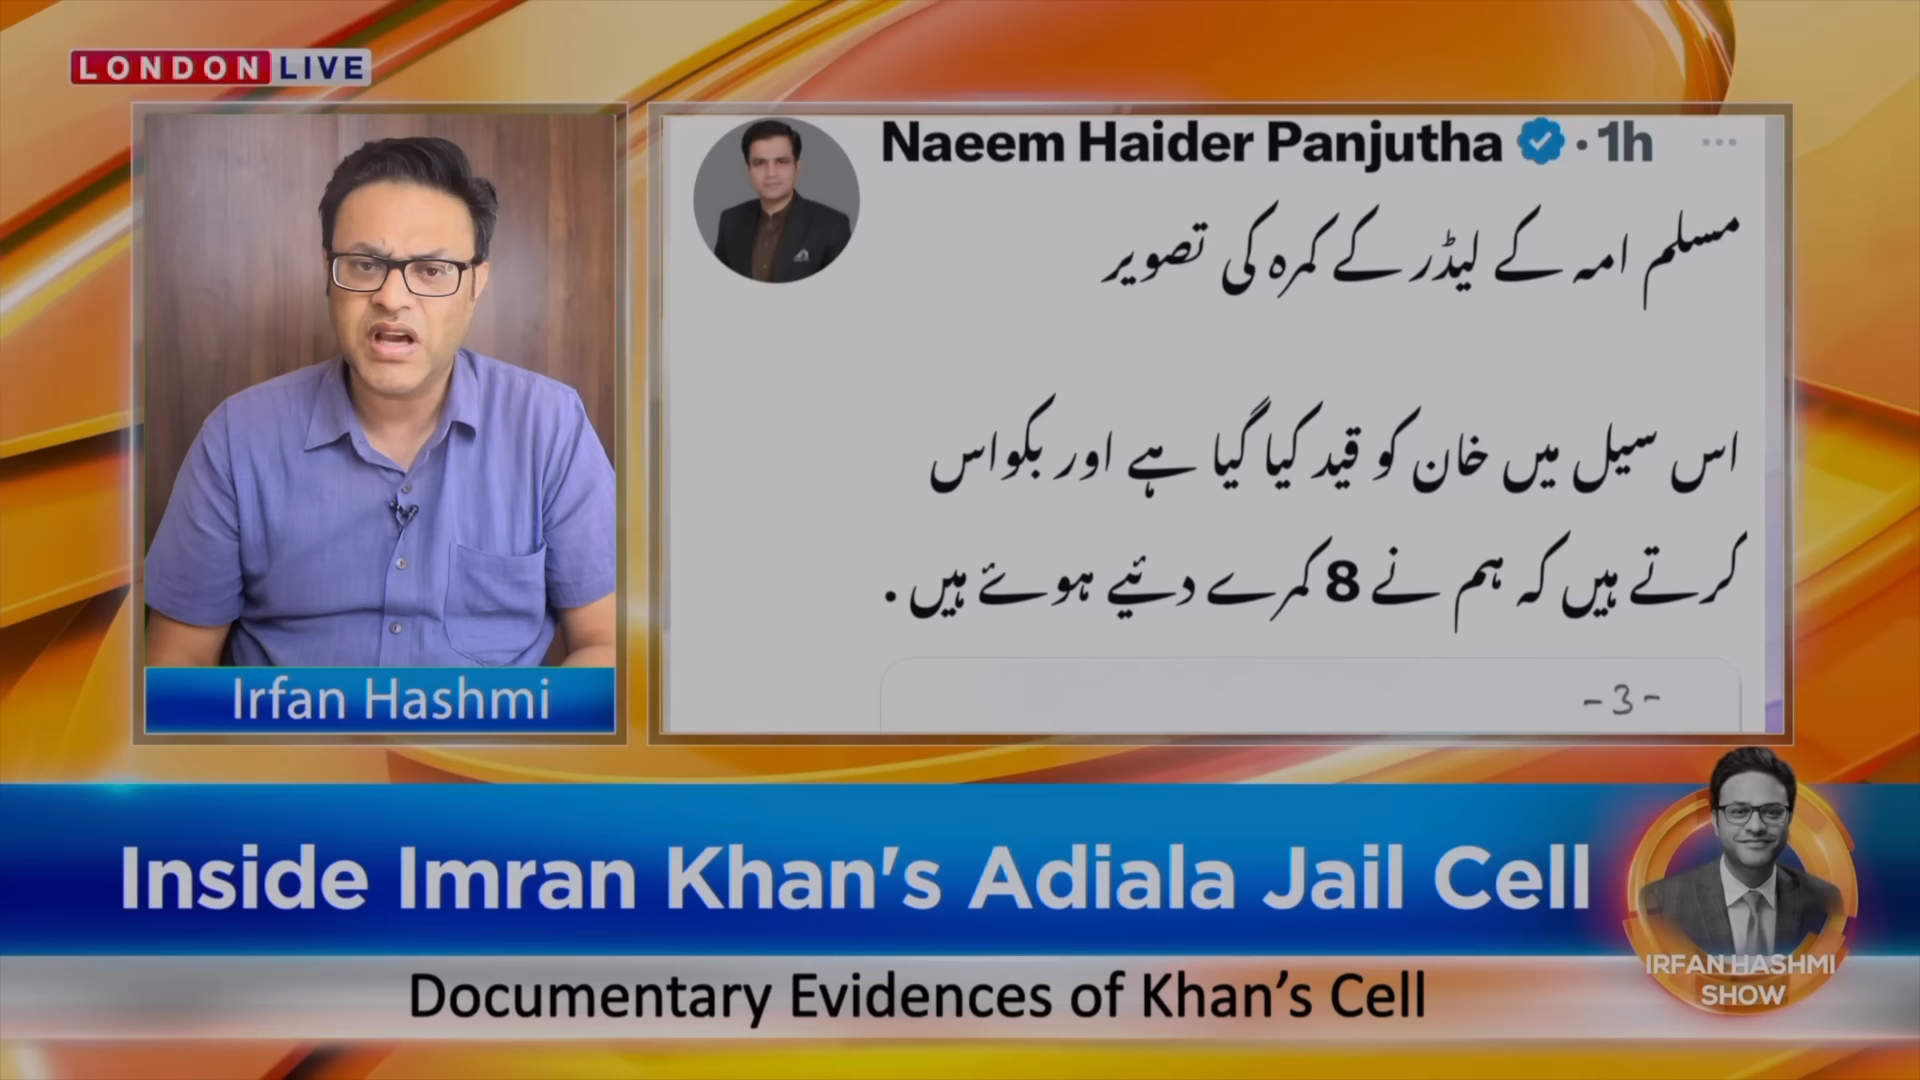 LONDON LIVE
Naeem Haider Panjutha · 1h
مسلم امہ کے لیڈر کے کمرہ کی تصویر
اس سیل میں خان کو قید کیا گیا ہے اور بکواس
کرتے ہیں کہ ہم نے 8 کمرے دئیے ہوئے ہیں .
-3-
Irfan Hashmi
Inside Imran Khan's Adiala Jail Cell
Documentary Evidences of Khan’s Cell
IRFAN HASHMI
SHOW